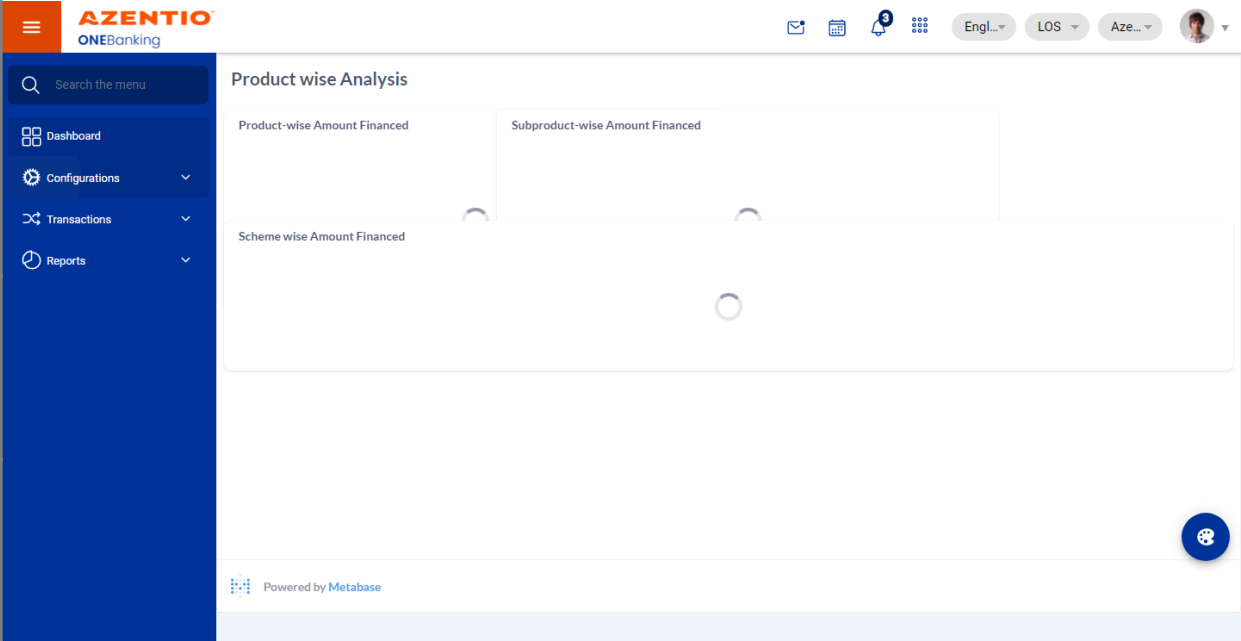 AZENTIO™
ONEBanking
3
Engl...
LOS
Aze...
Search the menu
Dashboard
Configurations
Transactions
Reports
Product wise Analysis
Product-wise Amount Financed
Subproduct-wise Amount Financed
Scheme wise Amount Financed
Powered by Metabase